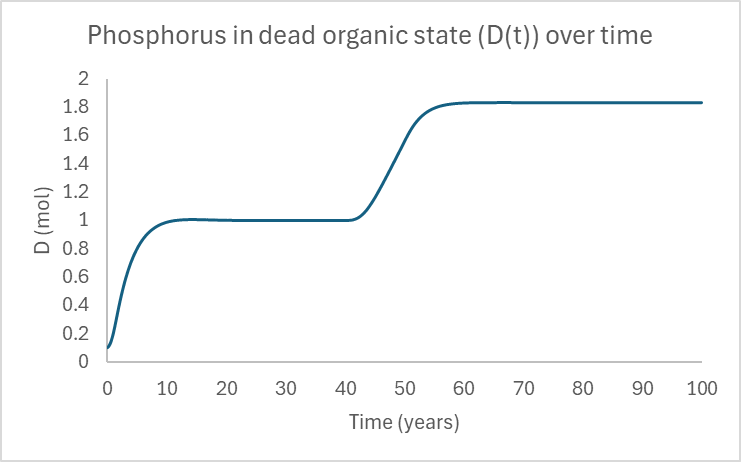 Phosphorus in dead organic state (D(t)) over time
2
1.8
1.6
1.4
1.2
1
0.8
0.6
0.4
0.2
0
D (mol)
0 10 20 30 40 50 60 70 80 90 100
Time (years)